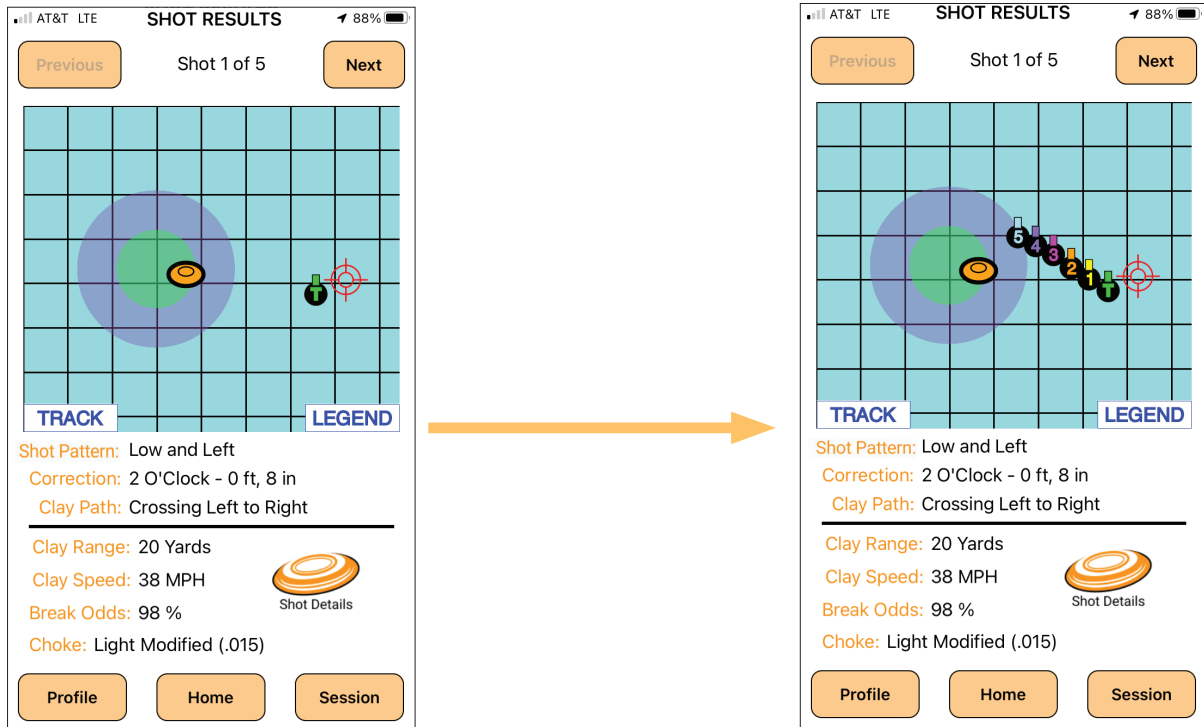 AT&T LTE
SHOT RESULTS
88%
Previous
Shot 1 of 5
Next
T
TRACK
LEGEND
Shot Pattern: Low and Left
Correction: 2 O'Clock - 0 ft, 8 in
Clay Path: Crossing Left to Right
Clay Range: 20 Yards
Clay Speed: 38 MPH
Shot Details
Break Odds: 98 %
Choke: Light Modified (.015)
Profile
Home
Session
AT&T LTE
SHOT RESULTS
88%
Previous
Shot 1 of 5
Next
5
4
3
2
1
T
TRACK
LEGEND
Shot Pattern: Low and Left
Correction: 2 O'Clock - 0 ft, 8 in
Clay Path: Crossing Left to Right
Clay Range: 20 Yards
Clay Speed: 38 MPH
Shot Details
Break Odds: 98 %
Choke: Light Modified (.015)
Profile
Home
Session